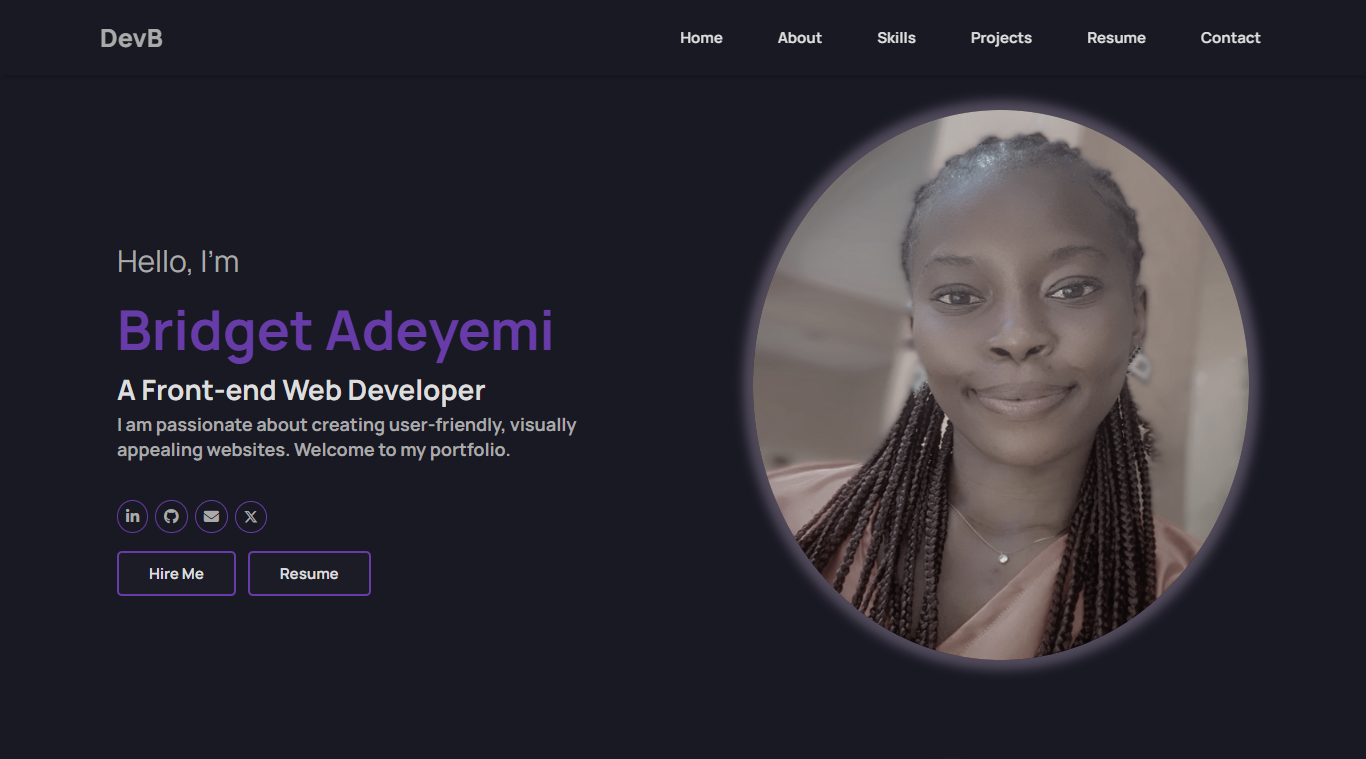 DevB
Home About Skills Projects Resume Contact
Hello, I'm
Bridget Adeyemi
A Front-end Web Developer
I am passionate about creating user-friendly, visually
appealing websites. Welcome to my portfolio.
in X
Hire Me Resume